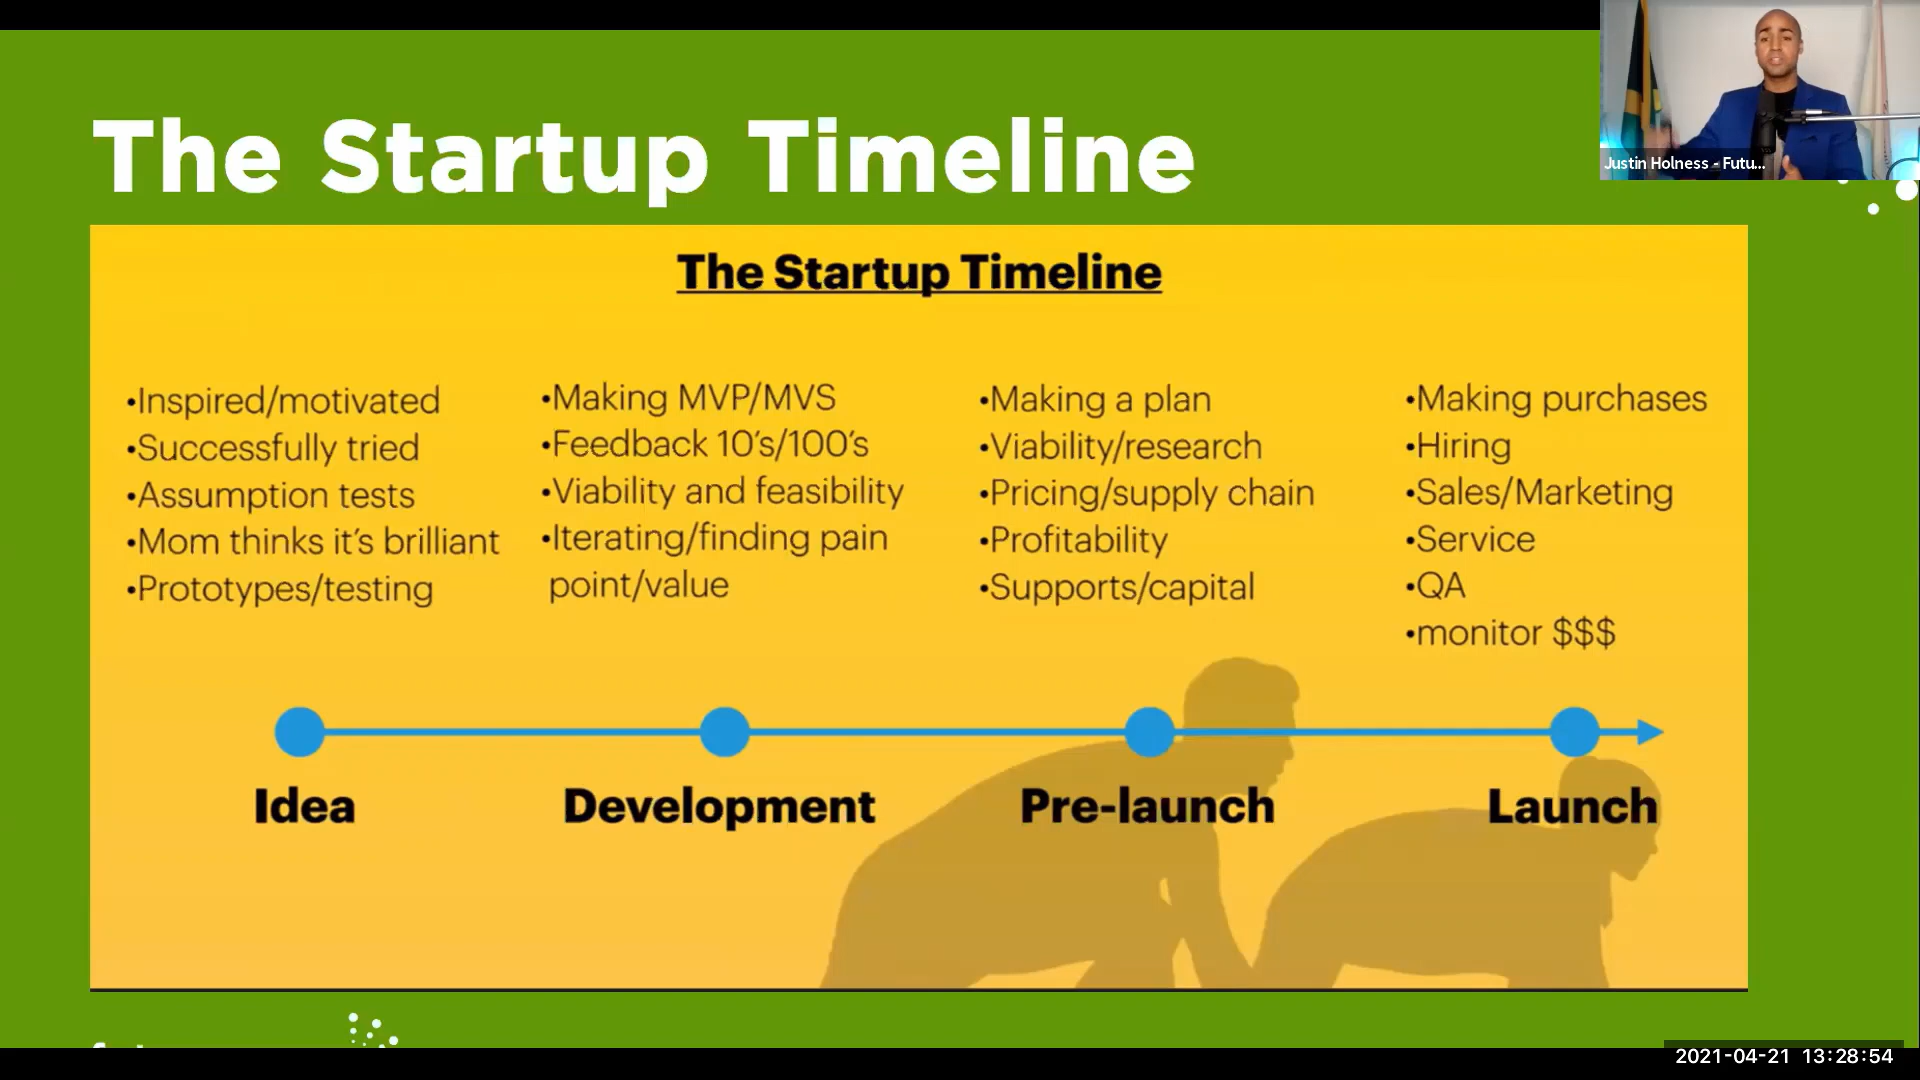 The Startup Timeline
Justin Holness - Futu...
The Startup Timeline
•Inspired/motivated
•Successfully tried
•Assumption tests
•Mom thinks it's brilliant
•Prototypes/testing
•Making MVP/MVS
•Feedback 10's/100's
•Viability and feasibility
•Iterating/finding pain
point/value
•Making a plan
•Viability/research
•Pricing/supply chain
•Profitability
•Supports/capital
•Making purchases
•Hiring
•Sales/Marketing
•Service
•QA
•monitor $$$
Idea
Development
Pre-launch
Launch
2021-04-21 13:28:54